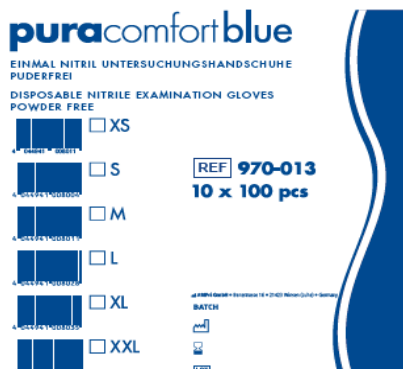 puracomfortblue
EINMAL NITRIL UNTERSUCHUNGSHANDSCHUHE
PUDERFREI
DISPOSABLE NITRILE EXAMINATION GLOVES
POWDER FREE
XS
S
REF 970-013
10 x 100 pcs
M
L
XL
BATCH
XXL